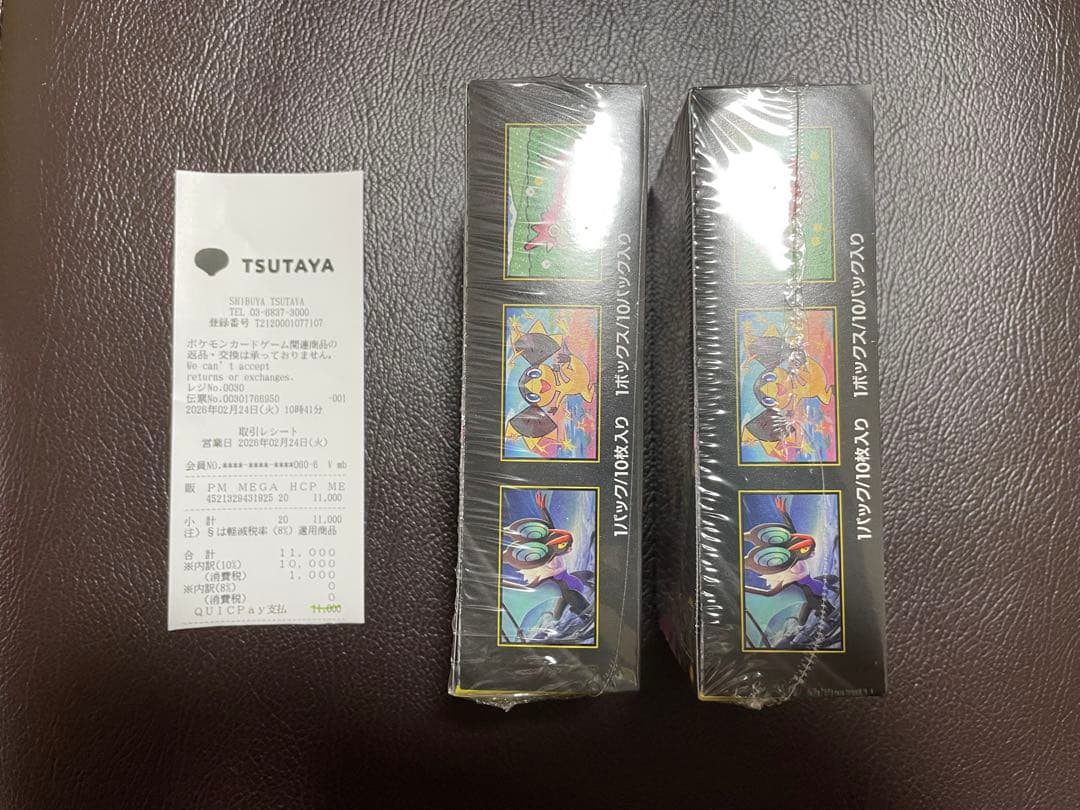 TSUTAYA
SHIBUYA TSUTAYA
TEL 03-6837-3000
登録番号 T2120001077107
ポケモンカードゲーム関連商品の
返品・交換は承っておりません。
We can't accept
returns or exchanges.
レジNo.0030
伝票No.00301766950 -001
2026年02月24日(火) 10時41分
取引レシート
営業日 2026年02月24日(火)
会員NO.****-****-****060-6 V mb
販 PM MEGA HCP ME
4521329431925 20 11,000
小 計 20 11,000
注) §は軽減税率(8%)適用商品
合 計 11,000
※内訳(10%) 10,000
(消費税) 1,000
※内訳(8%) 0
(消費税) 0
QUICPay支払 11,000
1パック/10枚入り 1ボックス/10パック入り
1パック/10枚入り 1ボックス/10パック入り